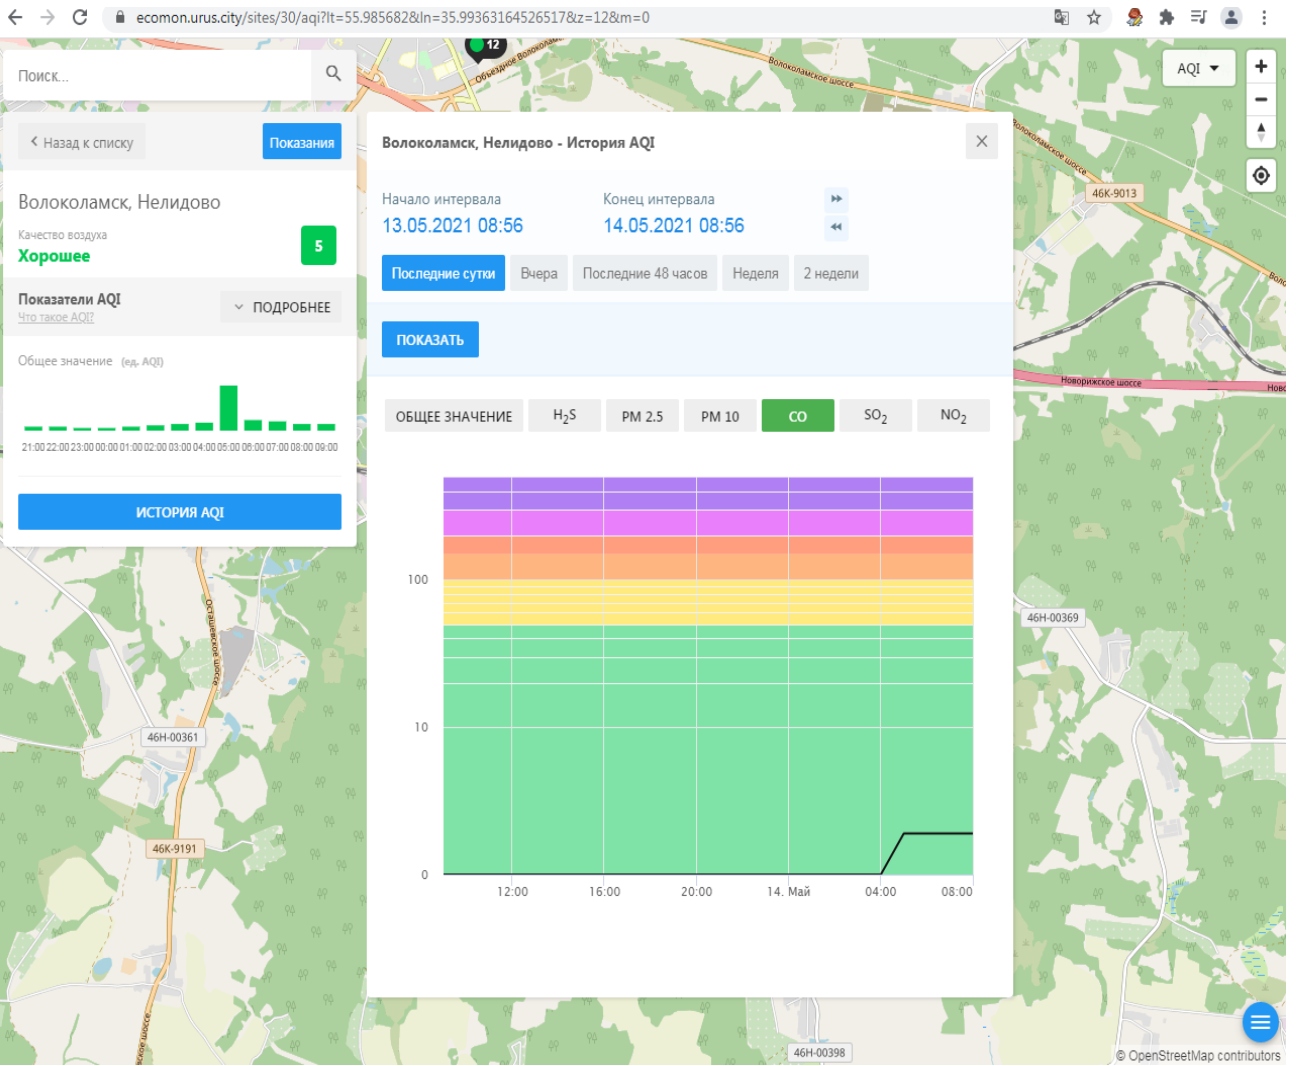 ecomon.urus.city/sites/30/aqi?lt=55.985682&ln=35.99363164526517&z=12&m=0
12
Объездное Волоколамс
Волоколамское шоссе
Поиск...
AQI
+
−
Назад к списку
Показания
Волоколамск, Нелидово - История AQI
Волоколамское шоссе
46К-9013
Волоколамск, Нелидово
Качество воздуха
Хорошее
5
Начало интервала
Конец интервала
13.05.2021 08:56
14.05.2021 08:56
Последние сутки
Вчера
Последние 48 часов
Неделя
2 недели
Показатели AQI
Что такое AQI?
ПОДРОБНЕЕ
ПОКАЗАТЬ
Общее значение (ед. AQI)
21:00 22:00 23:00 00:00 01:00 02:00 03:00 04:00 05:00 06:00 07:00 08:00 09:00
Новорижское шоссе
Ново
ОБЩЕЕ ЗНАЧЕНИЕ
H2S
PM 2.5
PM 10
CO
SO2
NO2
ИСТОРИЯ AQI
100
10
0
12:00
16:00
20:00
14. Май
04:00
08:00
Осташевское шоссе
46Н-00369
46Н-00361
46К-9191
46Н-00398
© OpenStreetMap contributors